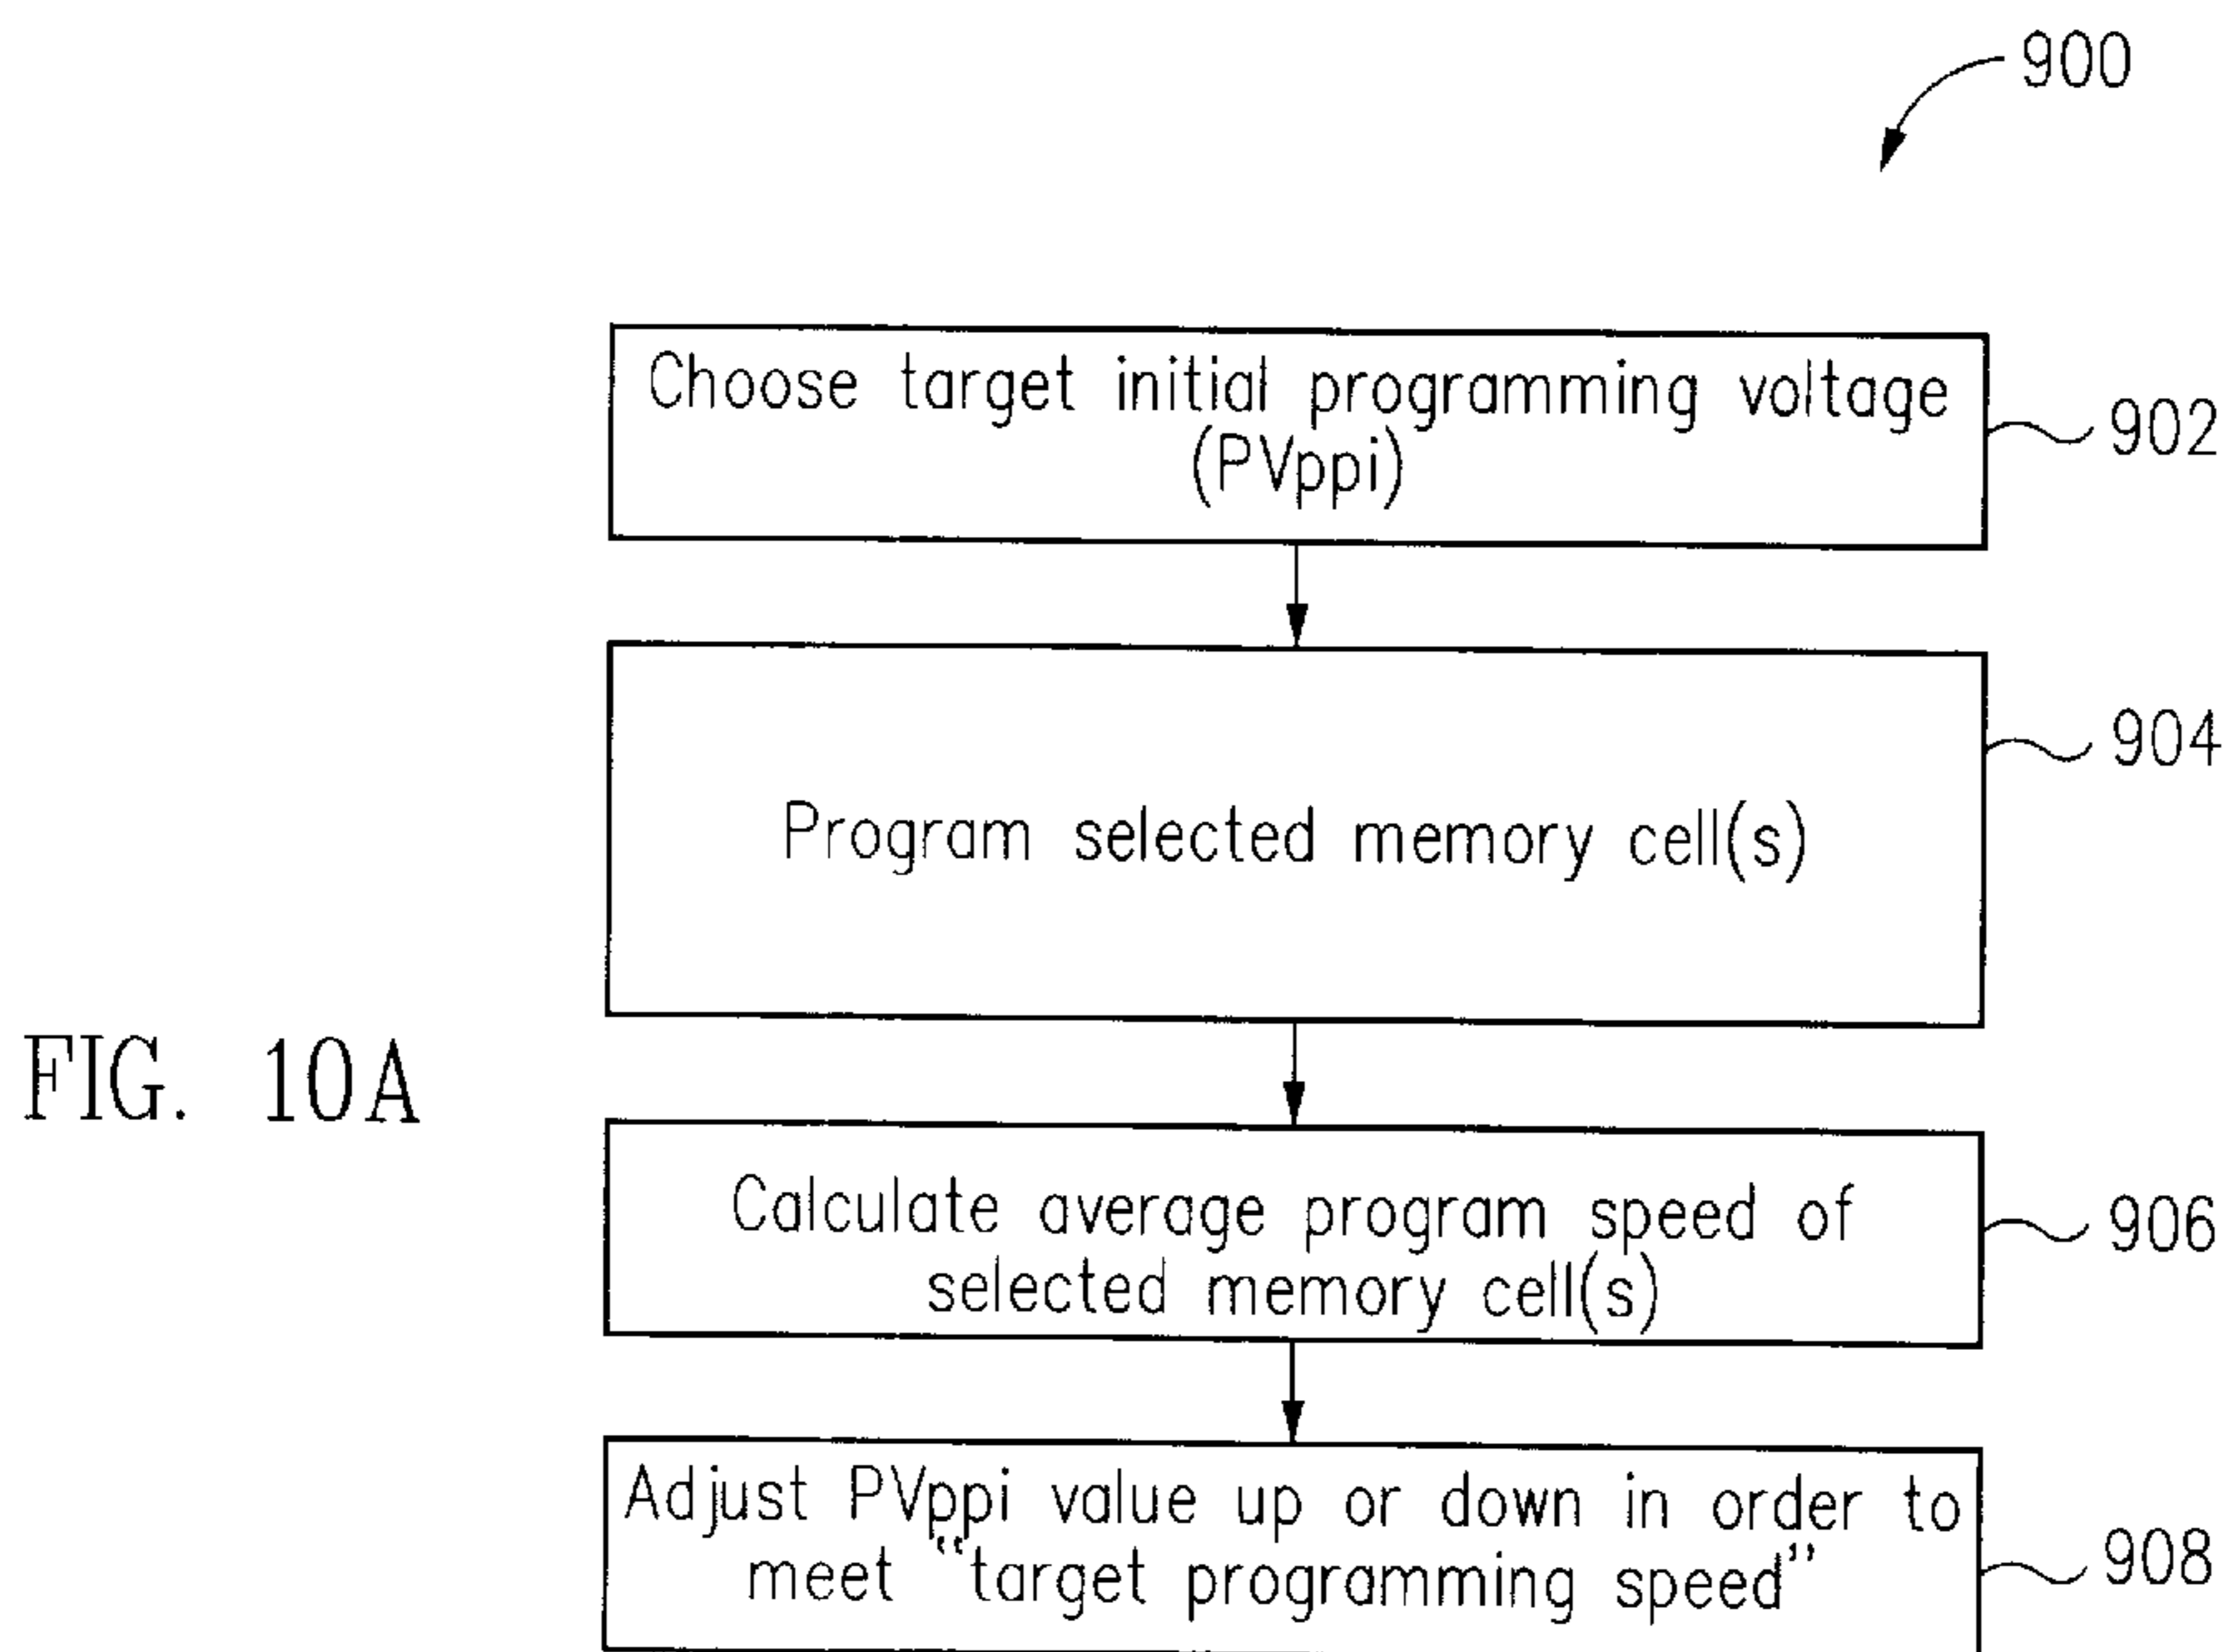 900
Choose target initial programming voltage
(PVppi)
902
Program selected memory cell(s)
904
FIG. 10A
Calculate average program speed of
selected memory cell(s)
906
Adjust PVppi value up or down in order to
meet “target programming speed”
908